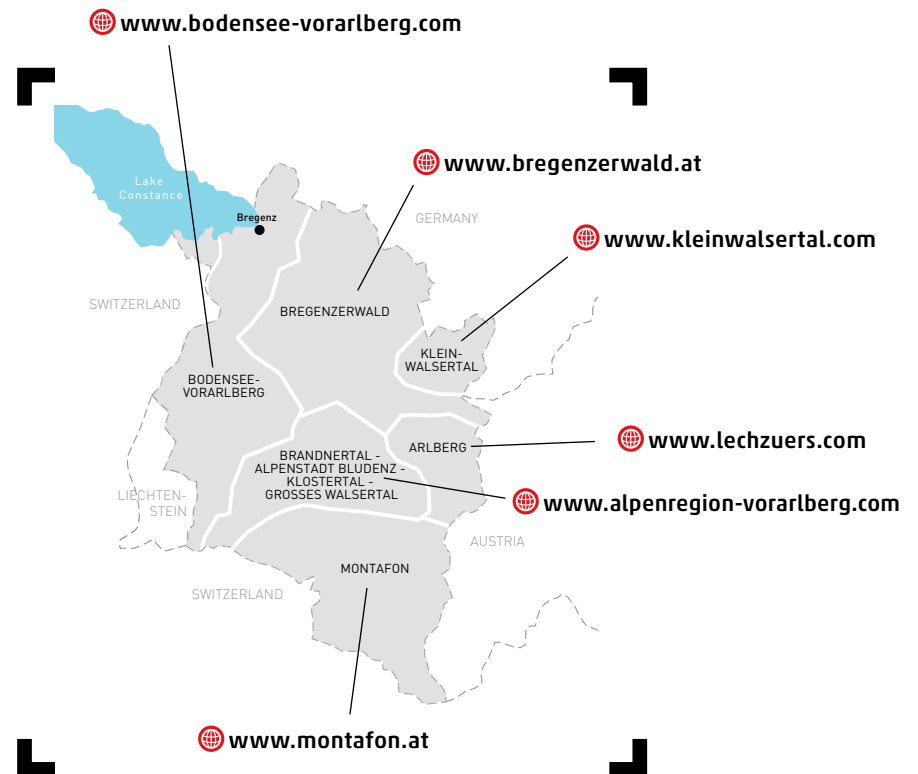 www.bodensee-vorarlberg.com
www.bregenzerwald.at
Lake
Constance
Bregenz
GERMANY
www.kleinwalsertal.com
SWITZERLAND
BREGENZERWALD
KLEIN-
WALSERTAL
BODENSEE-
VORARLBERG
ARLBERG
www.lechzuers.com
BRANDNERTAL -
ALPENSTADT BLUDENZ -
KLOSTERTAL -
GROSSES WALSERTAL
LIECHTEN-
STEIN
www.alpenregion-vorarlberg.com
AUSTRIA
MONTAFON
SWITZERLAND
www.montafon.at